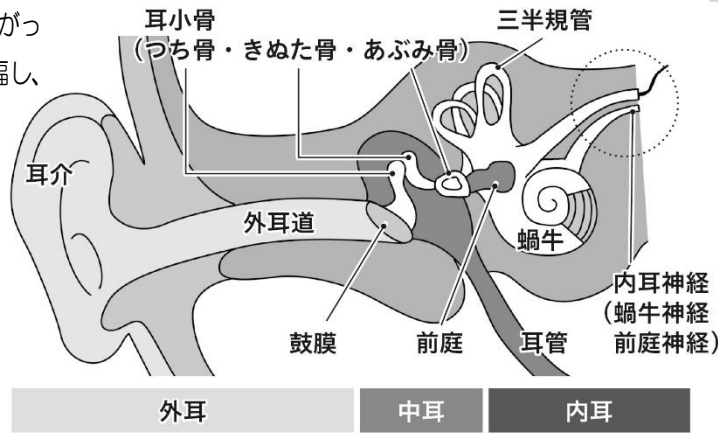 がっ
幅し、
耳小骨
（つち骨・きぬた骨・あぶみ骨）
三半規管
耳介
外耳道
蝸牛
内耳神経
（蝸牛神経
前庭神経）
鼓膜
前庭
耳管
外耳
中耳
内耳